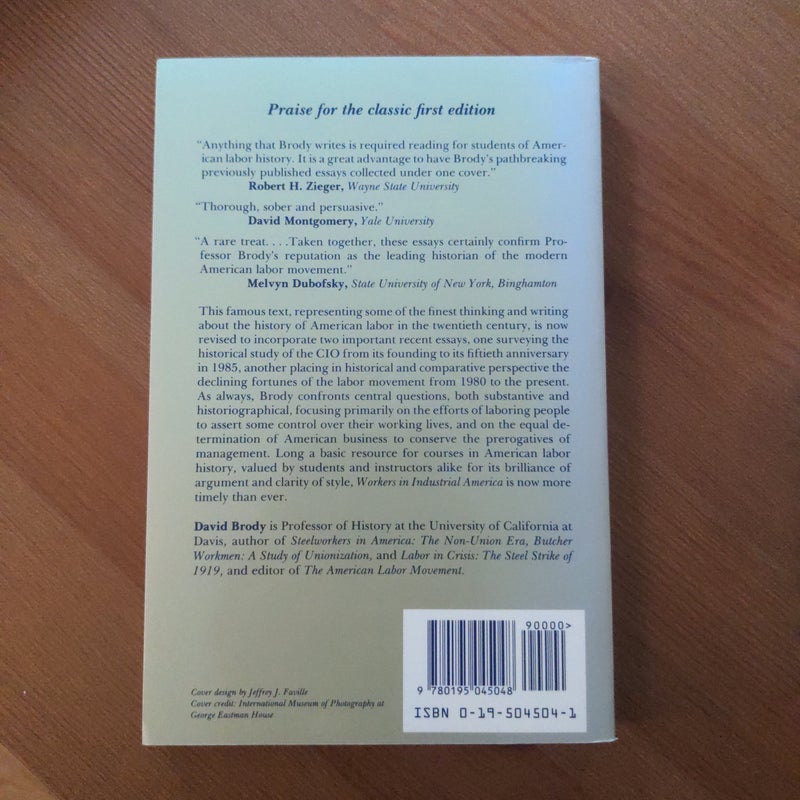 Praise for the classic first edition
“Anything that Brody writes is required reading for students of Amer-
ican labor history. It is a great advantage to have Brody's pathbreaking
previously published essays collected under one cover.”
Robert H. Zieger, Wayne State University
“Thorough, sober and persuasive.”
David Montgomery, Yale University
“A rare treat. . . .Taken together, these essays certainly confirm Pro-
fessor Brody's reputation as the leading historian of the modern
American labor movement.”
Melvyn Dubofsky, State University of New York, Binghamton
This famous text, representing some of the finest thinking and writing
about the history of American labor in the twentieth century, is now
revised to incorporate two important recent essays, one surveying the
historical study of the CIO from its founding to its fiftieth anniversary
in 1985, another placing in historical and comparative perspective the
declining fortunes of the labor movement from 1980 to the present.
As always, Brody confronts central questions, both substantive and
historiographical, focusing primarily on the efforts of laboring people
to assert some control over their working lives, and on the equal de-
termination of American business to conserve the prerogatives of
management. Long a basic resource for courses in American labor
history, valued by students and instructors alike for its brilliance of
argument and clarity of style, Workers in Industrial America is now more
timely than ever.
David Brody is Professor of History at the University of California at
Davis, author of Steelworkers in America: The Non-Union Era, Butcher
Workmen: A Study of Unionization, and Labor in Crisis: The Steel Strike of
1919, and editor of The American Labor Movement.
90000>
9 780195 045048
ISBN 0-19-504504-1
Cover design by Jeffrey J. Faville
Cover credit: International Museum of Photography at
George Eastman House